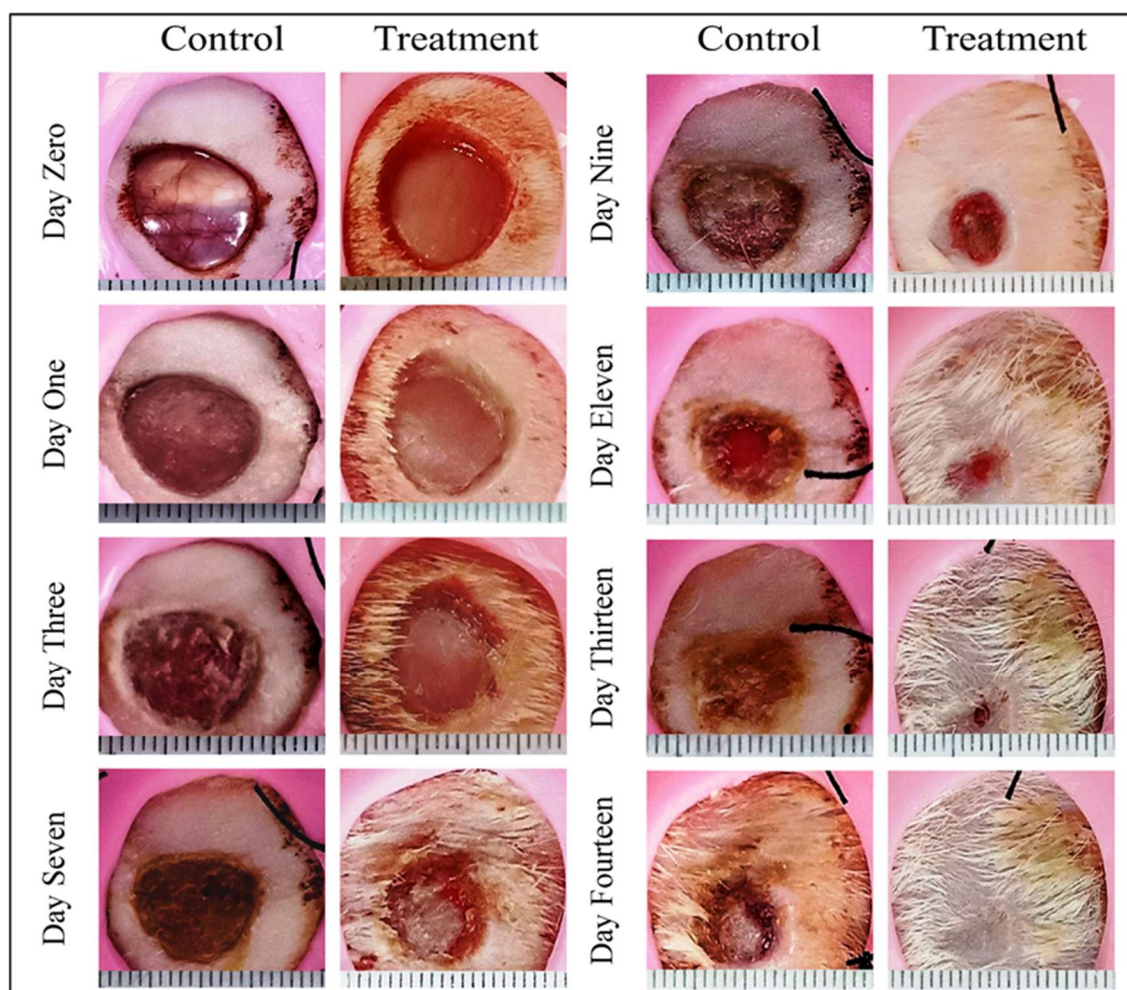 Control Treatment Control Treatment
Day Zero
Day One
Day Three
Day Seven
Day Nine
Day Eleven
Day Thirteen
Day Fourteen